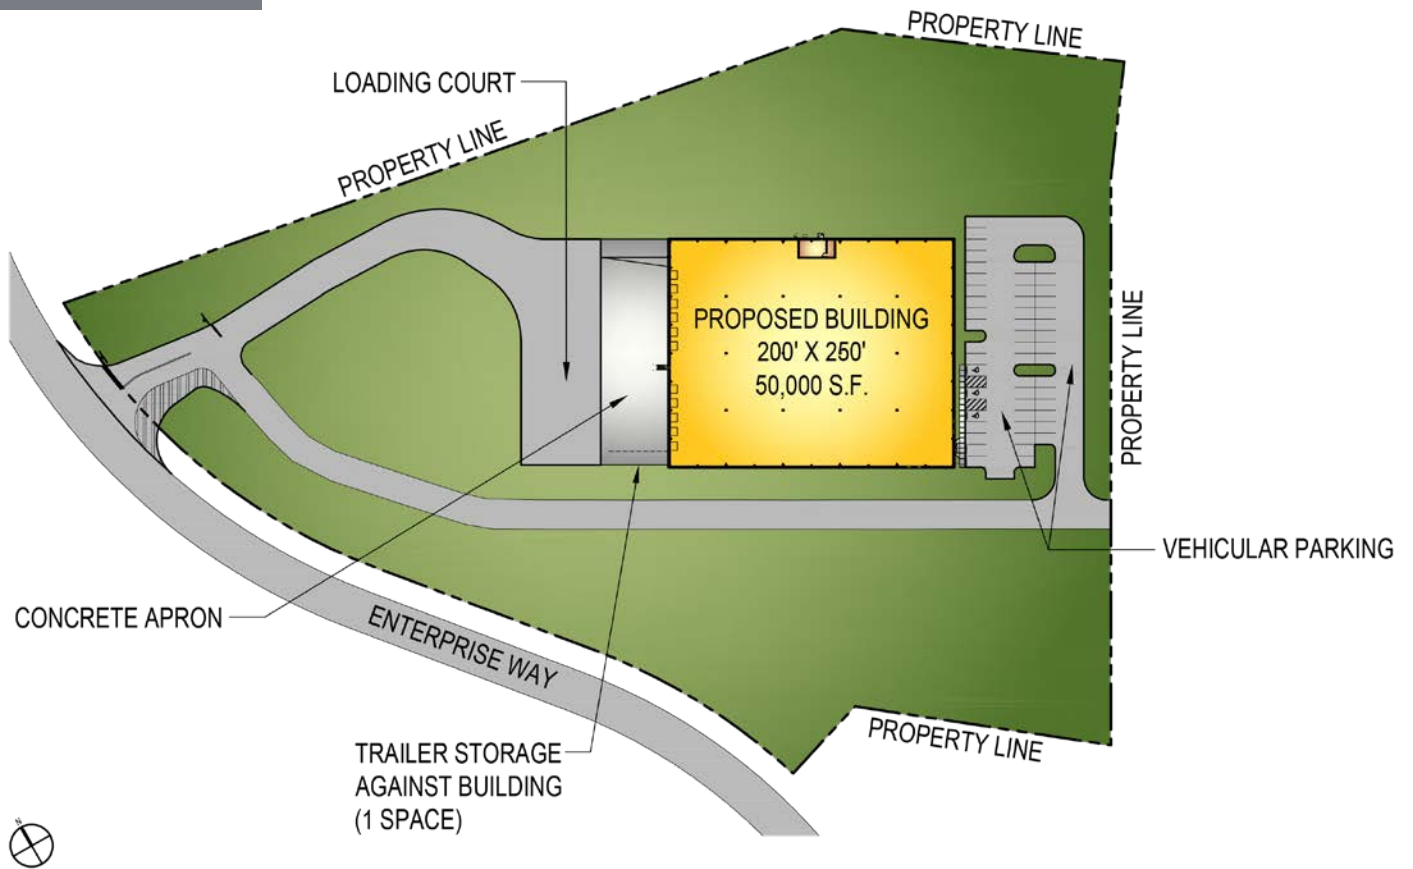 PROPERTY LINE
LOADING COURT
PROPERTY LINE
PROPOSED BUILDING
200' X 250'
50,000 S.F.
PROPERTY LINE
VEHICULAR PARKING
CONCRETE APRON
ENTERPRISE WAY
PROPERTY LINE
TRAILER STORAGE
AGAINST BUILDING
(1 SPACE)
N